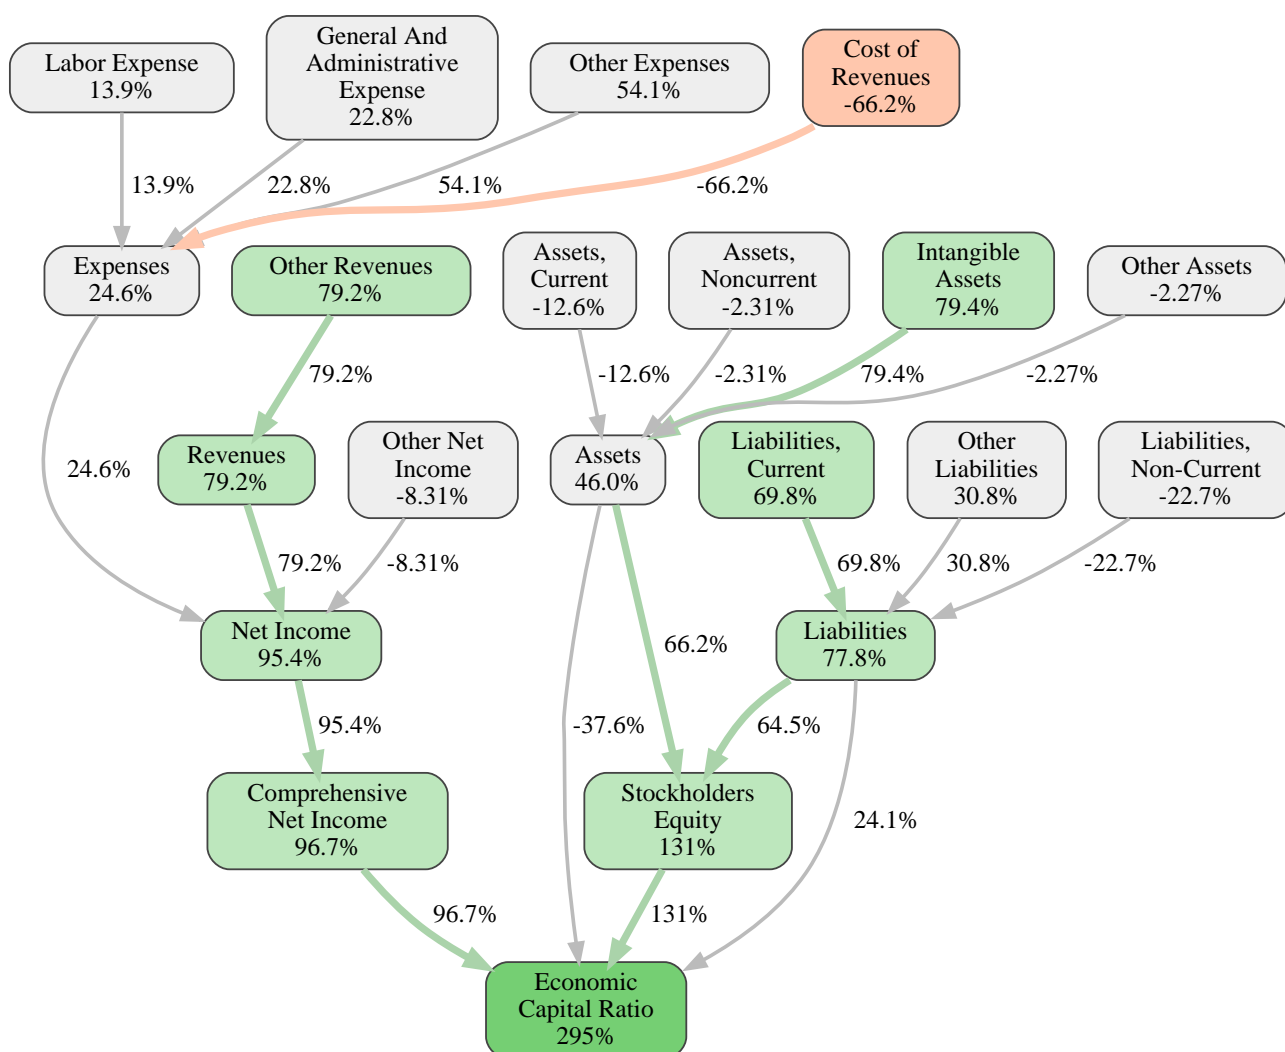 Labor Expense
13.9%
General And
Administrative
Expense
22.8%
Other Expenses
54.1%
Cost of
Revenues
-66.2%
13.9%
22.8%
54.1%
-66.2%
Expenses
24.6%
Other Revenues
79.2%
Assets,
Current
-12.6%
Assets,
Noncurrent
-2.31%
Intangible
Assets
79.4%
Other Assets
-2.27%
79.2%
-12.6%
-2.31%
79.4%
-2.27%
24.6%
Revenues
79.2%
Other Net
Income
-8.31%
Assets
46.0%
Liabilities,
Current
69.8%
Other
Liabilities
30.8%
Liabilities,
Non-Current
-22.7%
79.2%
-8.31%
69.8%
30.8%
-22.7%
Net Income
95.4%
66.2%
Liabilities
77.8%
95.4%
-37.6%
64.5%
Comprehensive
Net Income
96.7%
Stockholders
Equity
131%
24.1%
96.7%
131%
Economic
Capital Ratio
295%